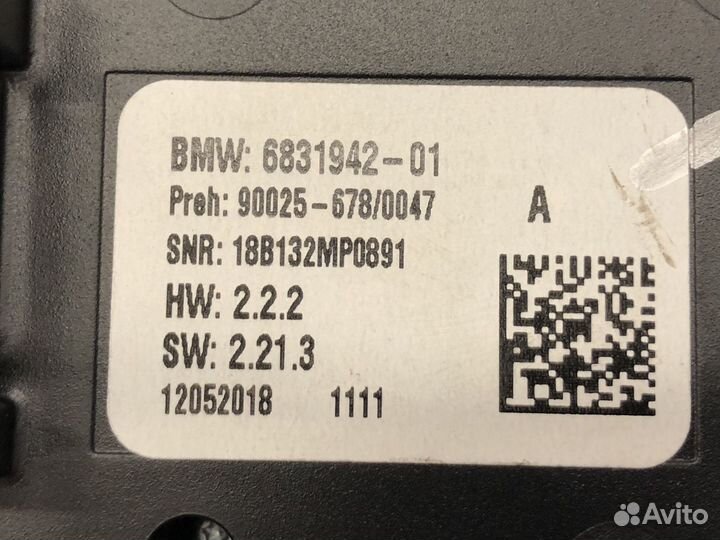 BMW: 6831942-01
Preh: 90025-678/0047 A
SNR: 18B132MP0891
HW: 2.2.2
SW: 2.21.3
12052018 1111
Avito